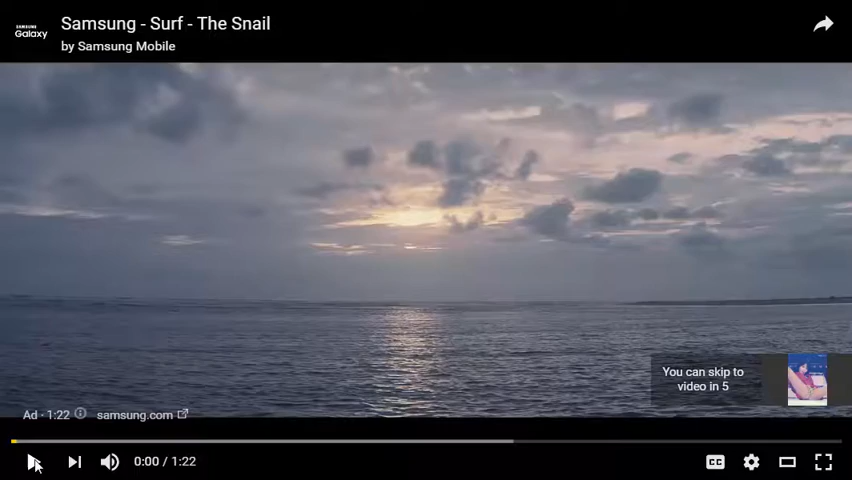 SAMSUNG
Galaxy
Samsung - Surf - The Snail
by Samsung Mobile
You can skip to
video in 5
Ad · 1:22
samsung.com
0:00 / 1:22
CC